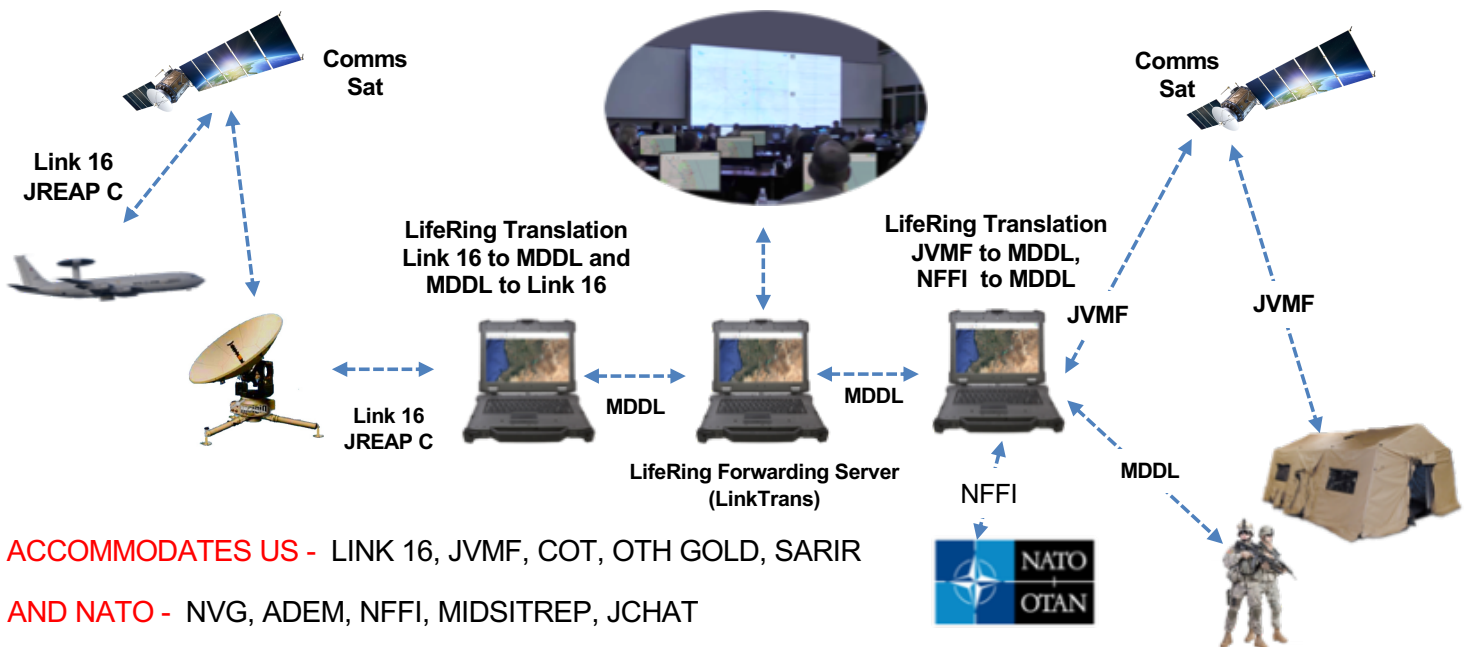 Comms
Sat
Comms
Sat
Link 16
JREAP C
LifeRing Translation
Link 16 to MDDL and
MDDL to Link 16
LifeRing Translation
JVMF to MDDL,
NFFI to MDDL
JVMF
JVMF
MDDL
MDDL
Link 16
JREAP C
LifeRing Forwarding Server
(LinkTrans)
MDDL
NFFI
ACCOMMODATES US - LINK 16, JVMF, COT, OTH GOLD, SARIR
NATO
OTAN
AND NATO - NVG, ADEM, NFFI, MIDSITREP, JCHAT